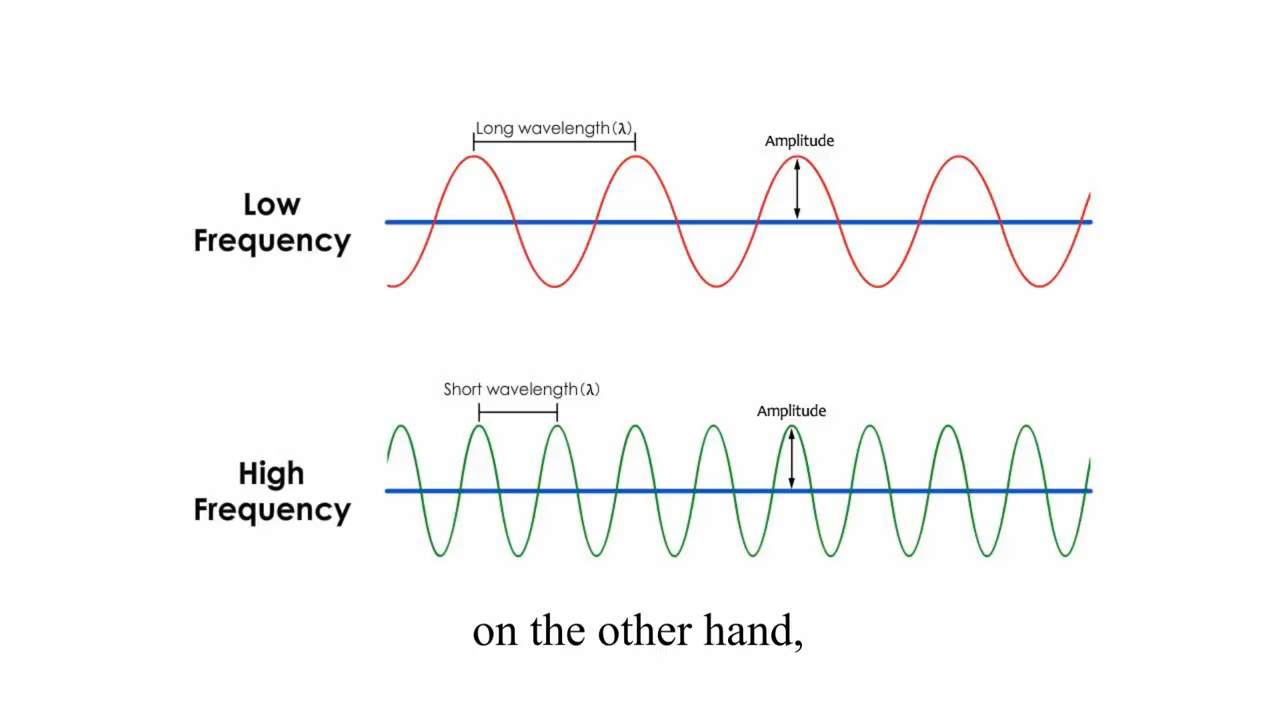 Long wavelength(λ)
Amplitude
Low
Frequency
Short wavelength(λ)
Amplitude
High
Frequency
on the other hand,